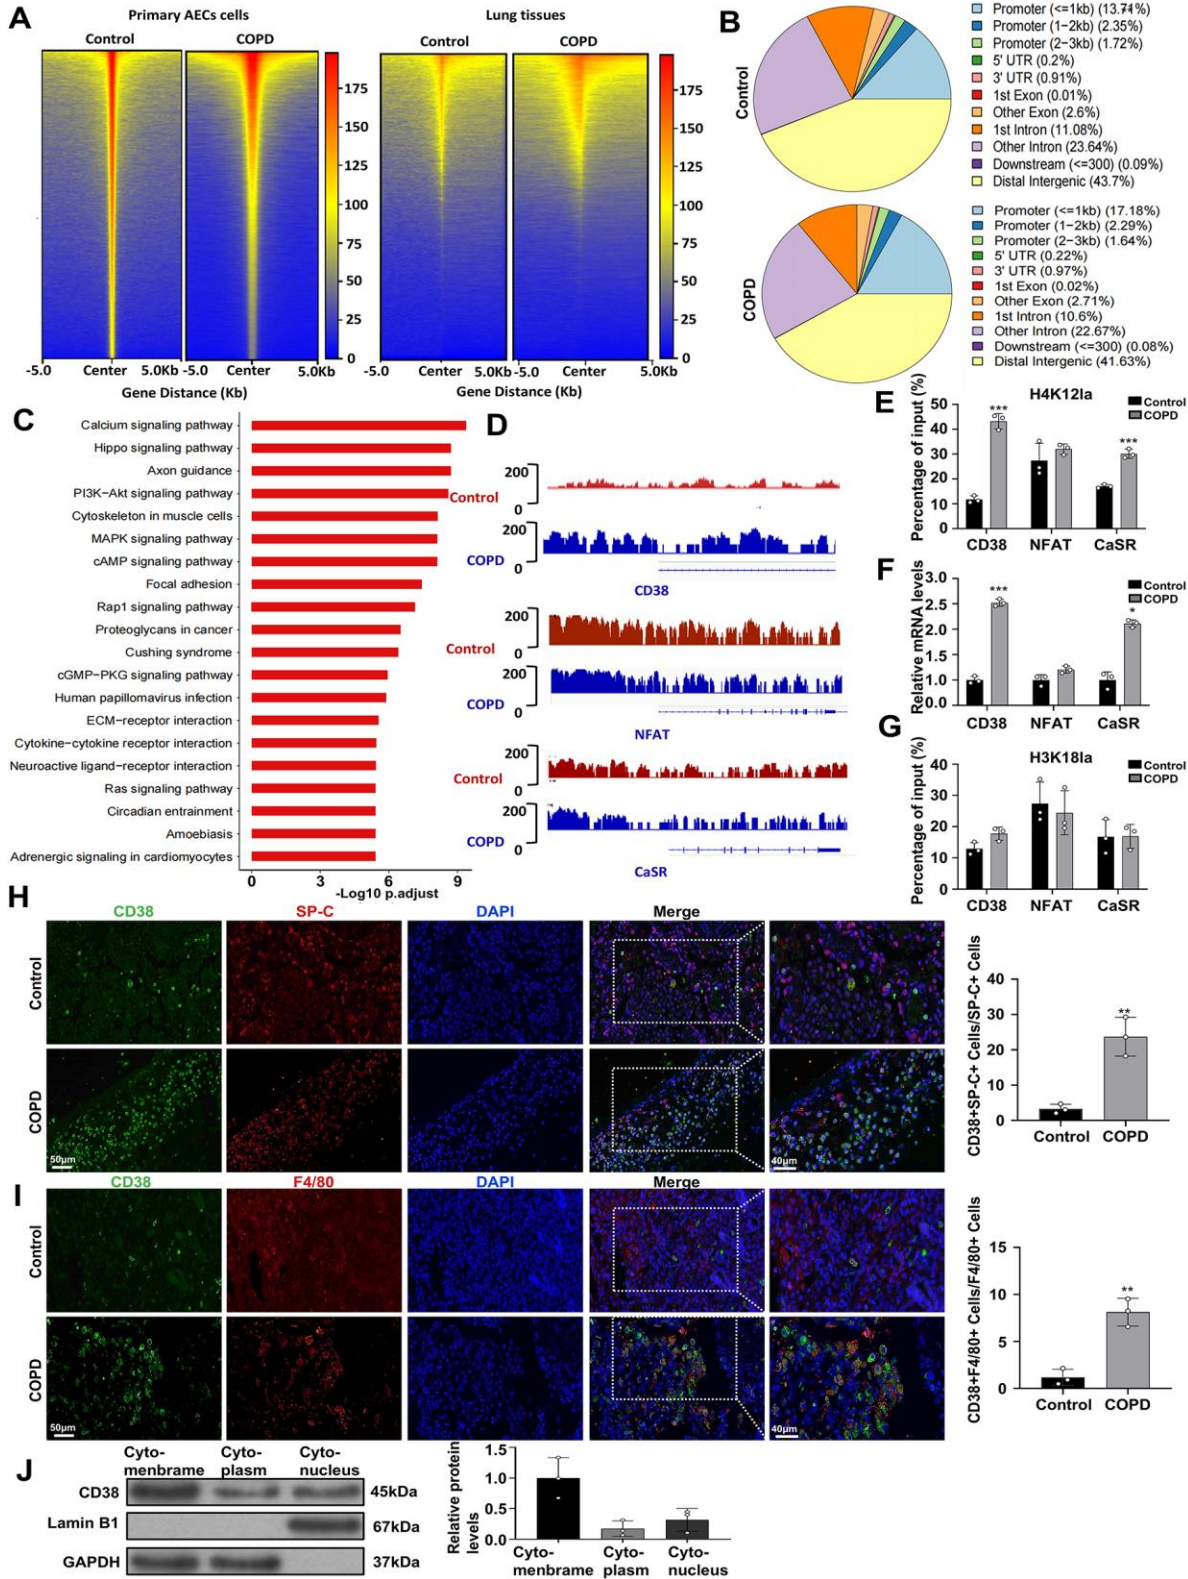 A
Primary AECs cells
Lung tissues
Control
COPD
Control
COPD
175
150
125
100
75
50
25
0
175
150
125
100
75
50
25
0
-5.0
Center
Center
5.0Kb
-5.0
Center
Center
5.0Kb
Gene Distance (Kb)
Gene Distance (Kb)
B
Control
Promoter (<=1kb) (13.71%)
Promoter (1−2kb) (2.35%)
Promoter (2−3kb) (1.72%)
5' UTR (0.2%)
3' UTR (0.91%)
1st Exon (0.01%)
Other Exon (2.6%)
1st Intron (11.08%)
Other Intron (23.64%)
Downstream (<=300) (0.09%)
Distal Intergenic (43.7%)
COPD
Promoter (<=1kb) (17.18%)
Promoter (1−2kb) (2.29%)
Promoter (2−3kb) (1.64%)
5' UTR (0.22%)
3' UTR (0.97%)
1st Exon (0.02%)
Other Exon (2.71%)
1st Intron (10.6%)
Other Intron (22.67%)
Downstream (<=300) (0.08%)
Distal Intergenic (41.63%)
C
Calcium signaling pathway
Hippo signaling pathway
Axon guidance
PI3K−Akt signaling pathway
Cytoskeleton in muscle cells
MAPK signaling pathway
cAMP signaling pathway
Focal adhesion
Rap1 signaling pathway
Proteoglycans in cancer
Cushing syndrome
cGMP−PKG signaling pathway
Human papillomavirus infection
ECM−receptor interaction
Cytokine−cytokine receptor interaction
Neuroactive ligand−receptor interaction
Ras signaling pathway
Circadian entrainment
Amoebiasis
Adrenergic signaling in cardiomyocytes
0
3
6
9
-Log10 p.adjust
D
200
Control
0
200
COPD
0
CD38
200
Control
0
200
COPD
0
NFAT
200
Control
0
200
COPD
0
CaSR
E
H4K12la
Control
COPD
Percentage of input (%)
50
40
30
20
10
0
***
***
CD38
NFAT
CaSR
F
Control
COPD
Relative mRNA levels
3.0
2.5
2.0
1.5
1.0
0.0
***
*
CD38
NFAT
CaSR
G
H3K18la
Control
COPD
Percentage of input (%)
40
30
20
10
0
CD38
NFAT
CaSR
H
CD38
SP-C
DAPI
Merge
Control
COPD
50μm
40μm
CD38+SP-C+ Cells/SP-C+ Cells
40
30
20
10
0
**
Control
COPD
I
CD38
F4/80
DAPI
Merge
Control
COPD
50μm
40μm
CD38+F4/80+ Cells/F4/80+ Cells
15
10
5
0
**
Control
COPD
J
Cyto-
menbrame
Cyto-
plasm
Cyto-
nucleus
CD38
45kDa
Lamin B1
67kDa
GAPDH
37kDa
Relative protein
levels
1.5
1.0
0.5
0.0
Cyto-
menbrame
Cyto-
plasm
Cyto-
nucleus